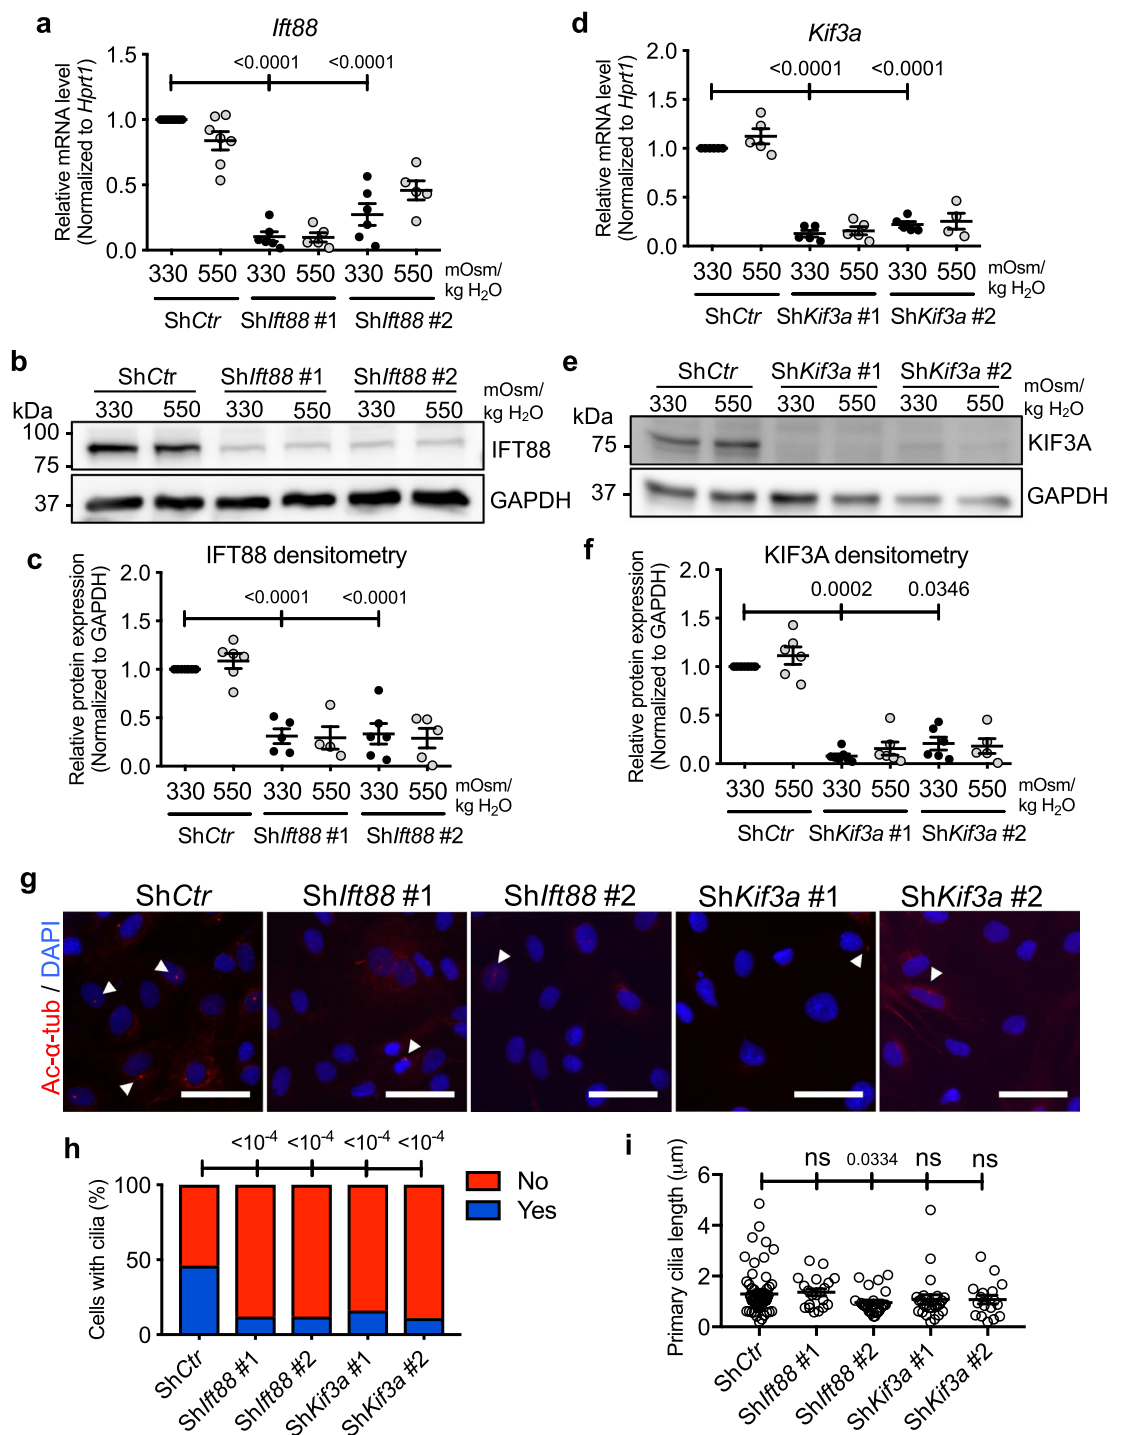 a
Ift88
Relative mRNA level
(Normalized to Hprt1)
1.5
1.0
0.5
0.0
<0.0001 <0.0001
330 550 330 550 330 550 mOsm/
kg H2O
ShCtr ShIft88 #1 ShIft88 #2
d
Kif3a
Relative mRNA level
(Normalized to Hprt1)
2.0
1.5
1.0
0.5
0.0
<0.0001 <0.0001
330 550 330 550 330 550 mOsm/
kg H2O
ShCtr ShKif3a #1 ShKif3a #2
b
ShCtr ShIft88 #1 ShIft88 #2
mOsm/
kDa 330 550 330 550 330 550 kg H2O
100
75
IFT88
37
GAPDH
e
ShCtr ShKif3a #1 ShKif3a #2
mOsm/
kDa 330 550 330 550 330 550 kg H2O
75
KIF3A
37
GAPDH
c
IFT88 densitometry
Relative protein expression
(Normalized to GAPDH)
2.0
1.5
1.0
0.5
0.0
<0.0001 <0.0001
330 550 330 550 330 550 mOsm/
kg H2O
ShCtr ShIft88 #1 ShIft88 #2
f
KIF3A densitometry
Relative protein expression
(Normalized to GAPDH)
2.0
1.5
1.0
0.5
0.0
0.0002 0.0346
330 550 330 550 330 550 mOsm/
kg H2O
ShCtr ShKif3a #1 ShKif3a #2
g
ShCtr ShIft88 #1 ShIft88 #2 ShKif3a #1 ShKif3a #2
Ac-α-tub / DAPI
h
Cells with cilia (%)
100
50
0
<10-4 <10-4 <10-4 <10-4
No
Yes
ShCtr
ShIft88 #1
ShIft88 #2
ShKif3a #1
ShKif3a #2
i
Primary cilia length (μm)
6
4
2
0
ns 0.0334 ns ns
ShCtr
ShIft88 #1
ShIft88 #2
ShKif3a #1
ShKif3a #2